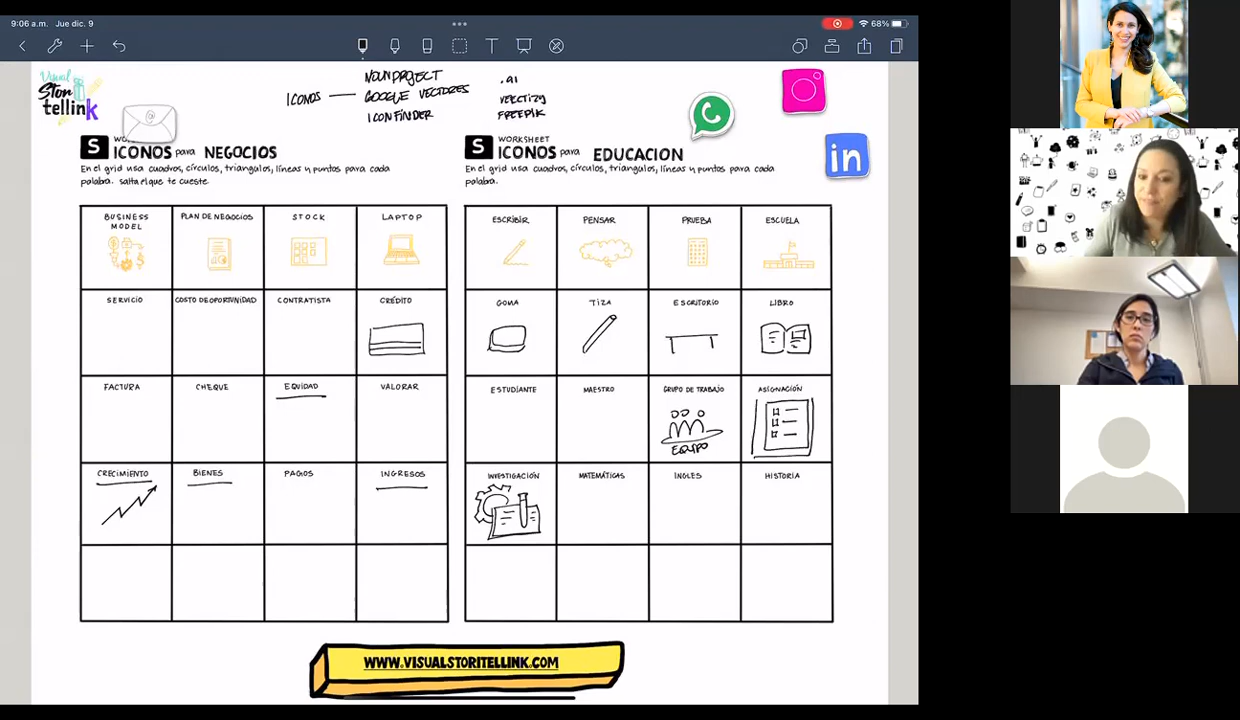 9:06 a.m. Jue dic. 9
68%
Visual
Stori
tellink
ICONOS
NOUN PROJECT
GOOGLE VECTORES
ICON FINDER
.AI
VECTIZY
FREEPIK
in
S
WO
ICONOS para NEGOCIOS
En el grid usa cuadros, círculos, triangulos, líneas y puntos para cada
palabra. salta el que te cueste.
S
WORKSHEET
ICONOS para EDUCACION
En el grid usa cuadros, círculos, triangulos, líneas y puntos para cada
palabra.
BUSINESS
MODEL
PLAN DE NEGOCIOS
STOCK
LAPTOP
SERVICIO
COSTO DE OPORTUNIDAD
CONTRATISTA
CRÉDITO
FACTURA
CHEQUE
EQUIDAD
VALORAR
CRECIMIENTO
BIENES
PAGOS
INGRESOS
ESCRIBIR
PENSAR
PRUEBA
ESCUELA
GOMA
TIZA
ESCRITORIO
LIBRO
ESTUDIANTE
MAESTRO
GRUPO DE TRABAJO
EQUIPO
ASIGNACIÓN
INVESTIGACIÓN
MATEMÁTICAS
INGLES
HISTORIA
WWW.VISUALSTORITELLINK.COM